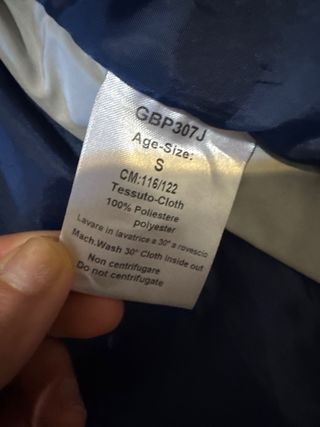 GBP307J
Age-Size:
S
CM:116/122
Tessuto-Cloth
100% Poliestere
polyester
Lavare in lavatrice a 30° a rovescio
Mach.Wash 30° Cloth inside out
Non centrifugare
Do not centrifugate